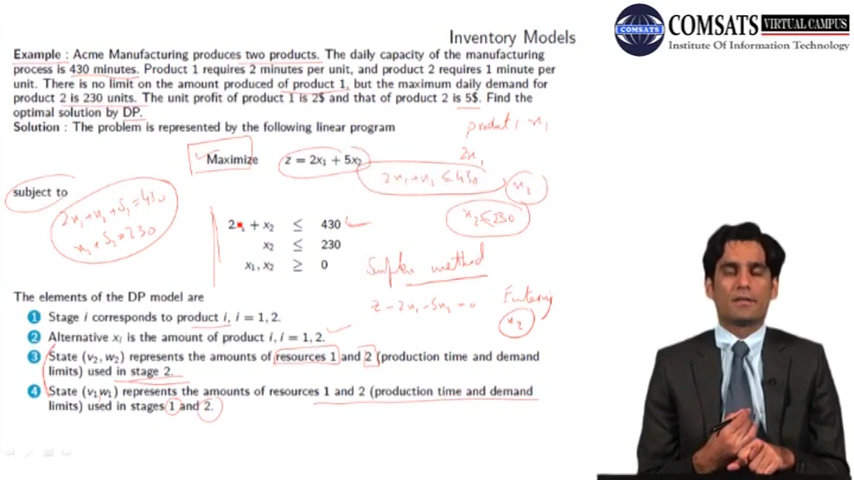 Inventory Models
COMSATS VIRTUAL CAMPUS
Institute Of Information Technology
Example : Acme Manufacturing produces two products. The daily capacity of the manufacturing
process is 430 minutes. Product 1 requires 2 minutes per unit, and product 2 requires 1 minute per
unit. There is no limit on the amount produced of product 1, but the maximum daily demand for
product 2 is 230 units. The unit profit of product 1 is 2$ and that of product 2 is 5$. Find the
optimal solution by DP.
Solution : The problem is represented by the following linear program
product 1 x₁
2x₁
Maximize z = 2x₁ + 5x₂
2x₁ + x₂ ≤ 430
x₂
x₂ ≤ 230
subject to
2x₁ + x₂ + S₁ = 430
x₂ + S₂ = 230
2x₁ + x₂ ≤ 430
x₂ ≤ 230
x₁, x₂ ≥ 0
Simplex method
z - 2x₁ - 5x₂ = 0
Entering
x₂
The elements of the DP model are
1 Stage i corresponds to product i, i = 1, 2.
2 Alternative xᵢ is the amount of product i, i = 1, 2.
3 State (v₂, w₂) represents the amounts of resources 1 and 2 (production time and demand
limits) used in stage 2.
4 State (v₁w₁) represents the amounts of resources 1 and 2 (production time and demand
limits) used in stages 1 and 2.